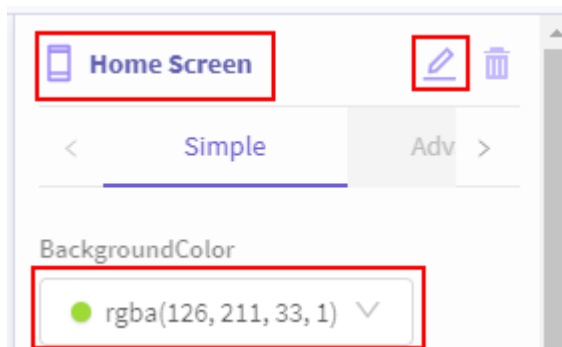 Home Screen
< Simple Adv >
BackgroundColor
rgba(126, 211, 33, 1)